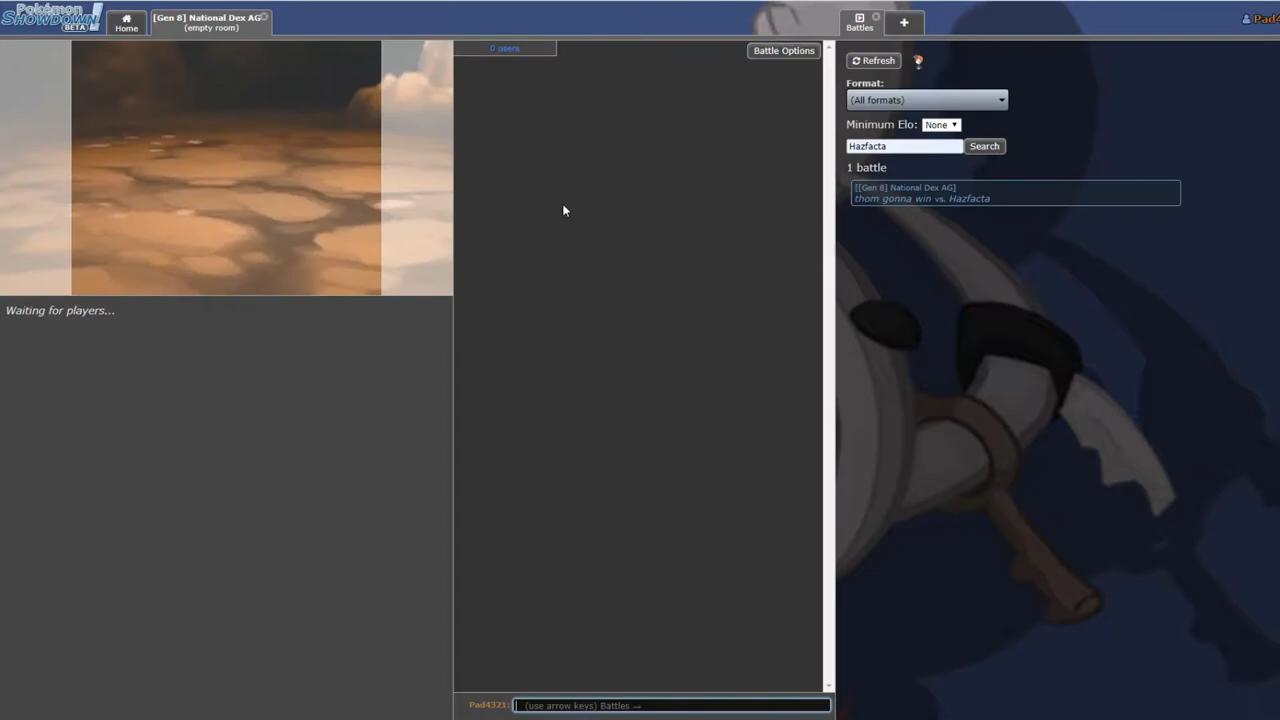 Pokémon
SHOWDOWN!
BETA
Home
[Gen 8] National Dex AG
(empty room)
Battles
0 users
Battle Options
Waiting for players...
Pad4321:
(use arrow keys) Battles →
Refresh
Format:
(All formats)
Minimum Elo: None
Hazfacta
Search
1 battle
[[Gen 8] National Dex AG]
thom gonna win vs. Hazfacta